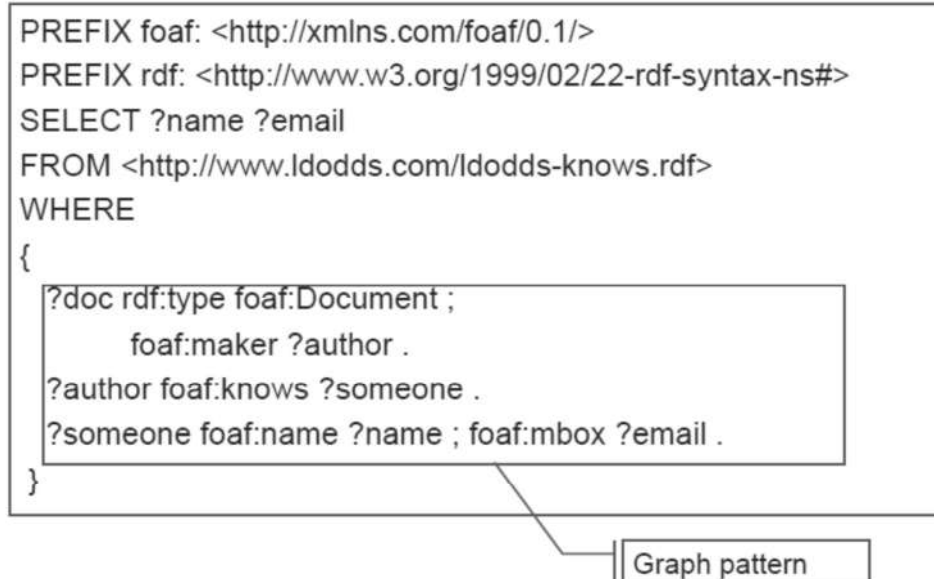 PREFIX foaf: <http://xmlns.com/foaf/0.1/>
PREFIX rdf: <http://www.w3.org/1999/02/22-rdf-syntax-ns#>
SELECT ?name ?email
FROM <http://www.ldodds.com/ldodds-knows.rdf>
WHERE
{
?doc rdf:type foaf:Document ;
foaf:maker ?author .
?author foaf:knows ?someone .
?someone foaf:name ?name ; foaf:mbox ?email .
}
Graph pattern